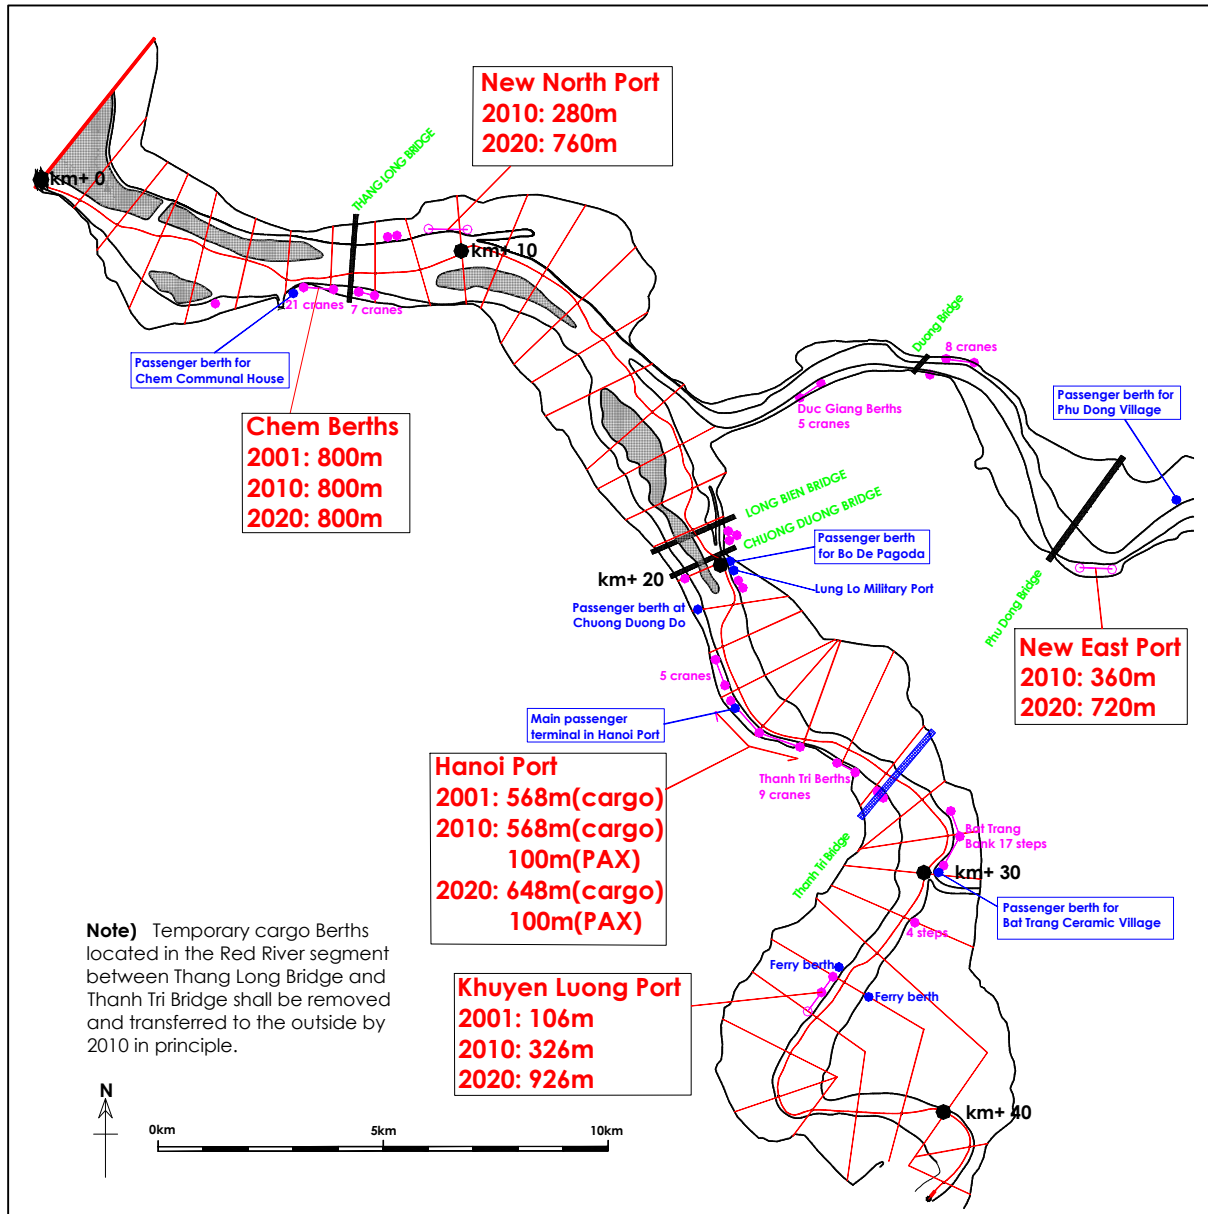 New North Port
2010: 280m
2020: 760m
THANG LONG BRIDGE
km+ 0
km+ 10
21 cranes
7 cranes
Passenger berth for
Chem Communal House
Chem Berths
2001: 800m
2010: 800m
2020: 800m
Duong Bridge
8 cranes
Duc Giang Berths
5 cranes
Passenger berth for
Phu Dong Village
LONG BIEN BRIDGE
CHUONG DUONG BRIDGE
Passenger berth
for Bo De Pagoda
km+ 20
Lung Lo Military Port
Passenger berth at
Chuong Duong Do
Phu Dong Bridge
New East Port
2010: 360m
2020: 720m
5 cranes
Main passenger
terminal in Hanoi Port
Hanoi Port
2001: 568m(cargo)
2010: 568m(cargo)
100m(PAX)
2020: 648m(cargo)
100m(PAX)
Thanh Tri Berths
9 cranes
Thanh Tri Bridge
Bat Trang
Bank 17 steps
km+ 30
Passenger berth for
Bat Trang Ceramic Village
4 steps
Ferry berth
Ferry berth
Khuyen Luong Port
2001: 106m
2010: 326m
2020: 926m
km+ 40
Note) Temporary cargo Berths
located in the Red River segment
between Thang Long Bridge and
Thanh Tri Bridge shall be removed
and transferred to the outside by
2010 in principle.
N
0km
5km
10km